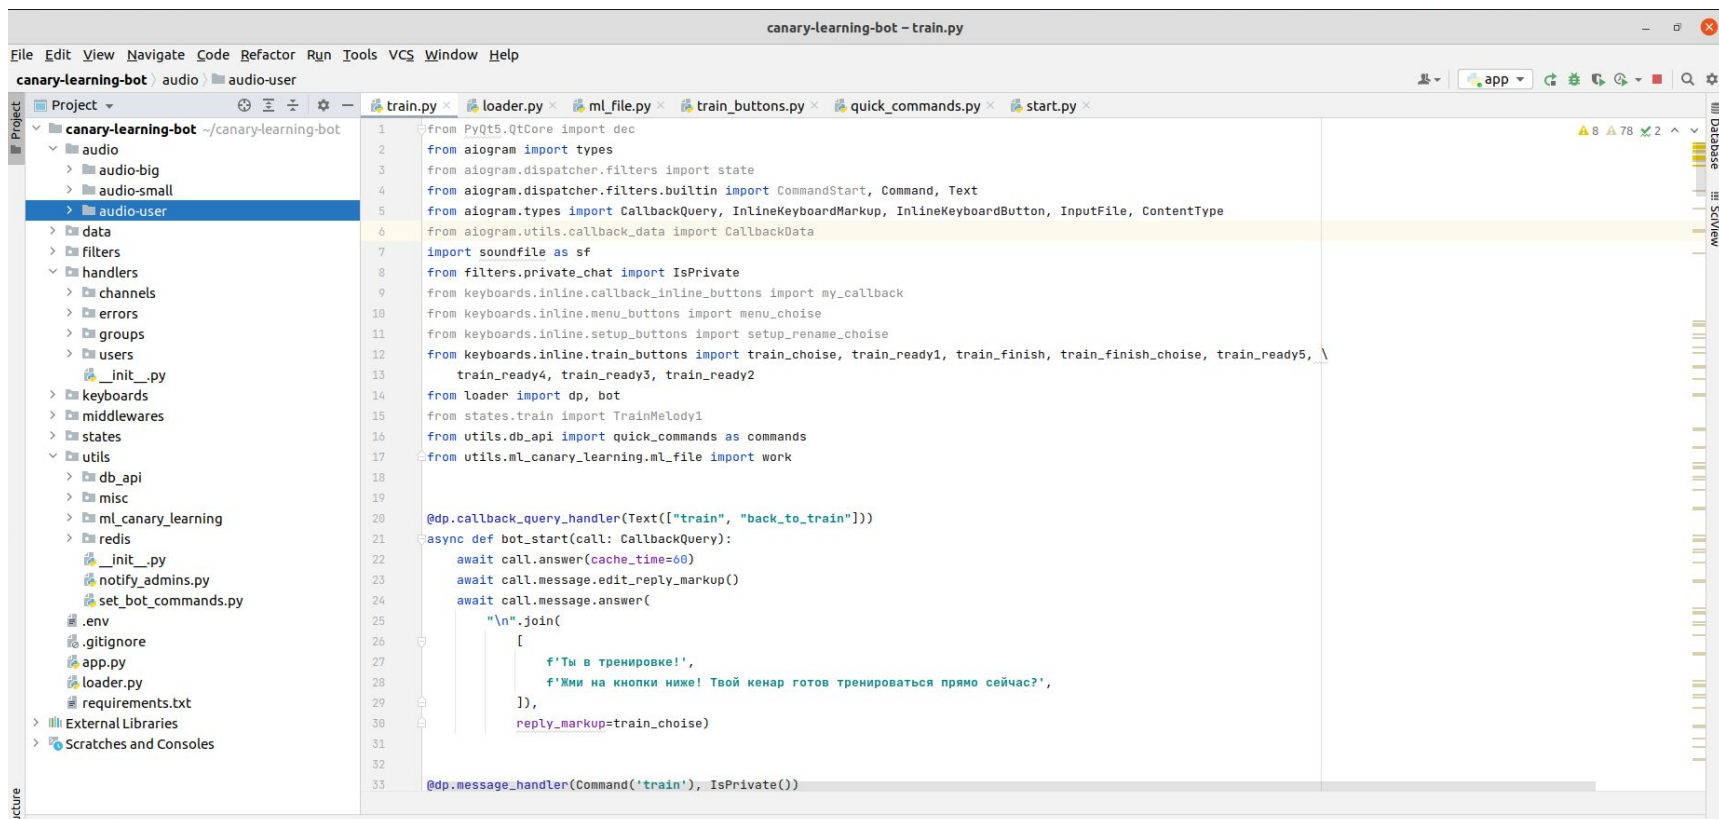 canary-learning-bot – train.py
File Edit View Navigate Code Refactor Run Tools VCS Window Help
canary-learning-bot audio audio-user
app
Project
Project
train.py
loader.py
ml_file.py
train_buttons.py
quick_commands.py
start.py
canary-learning-bot ~/canary-learning-bot
audio
audio-big
audio-small
audio-user
data
filters
handlers
channels
errors
groups
users
__init__.py
keyboards
middlewares
states
utils
db_api
misc
ml_canary_learning
redis
__init__.py
notify_admins.py
set_bot_commands.py
.env
.gitignore
app.py
loader.py
requirements.txt
External Libraries
Scratches and Consoles
8 78 2
1 from PyQt5.QtCore import dec
2 from aiogram import types
3 from aiogram.dispatcher.filters import state
4 from aiogram.dispatcher.filters.builtin import CommandStart, Command, Text
5 from aiogram.types import CallbackQuery, InlineKeyboardMarkup, InlineKeyboardButton, InputFile, ContentType
6 from aiogram.utils.callback_data import CallbackData
7 import soundfile as sf
8 from filters.private_chat import IsPrivate
9 from keyboards.inline.callback_inline_buttons import my_callback
10 from keyboards.inline.menu_buttons import menu_choise
11 from keyboards.inline.setup_buttons import setup_rename_choise
12 from keyboards.inline.train_buttons import train_choise, train_ready1, train_finish, train_finish_choise, train_ready5, \
13 train_ready4, train_ready3, train_ready2
14 from loader import dp, bot
15 from states.train import TrainMelody1
16 from utils.db_api import quick_commands as commands
17 from utils.ml_canary_learning.ml_file import work
18
19
20 @dp.callback_query_handler(Text(["train", "back_to_train"]))
21 async def bot_start(call: CallbackQuery):
22 await call.answer(cache_time=60)
23 await call.message.edit_reply_markup()
24 await call.message.answer(
25 "\n".join(
26 [
27 f'Ты в тренировке!',
28 f'Жми на кнопки ниже! Твой кенар готов тренироваться прямо сейчас?',
29 ]),
30 reply_markup=train_choise)
31
32
33 @dp.message_handler(Command('train'), IsPrivate())
Database
SciView
ucture